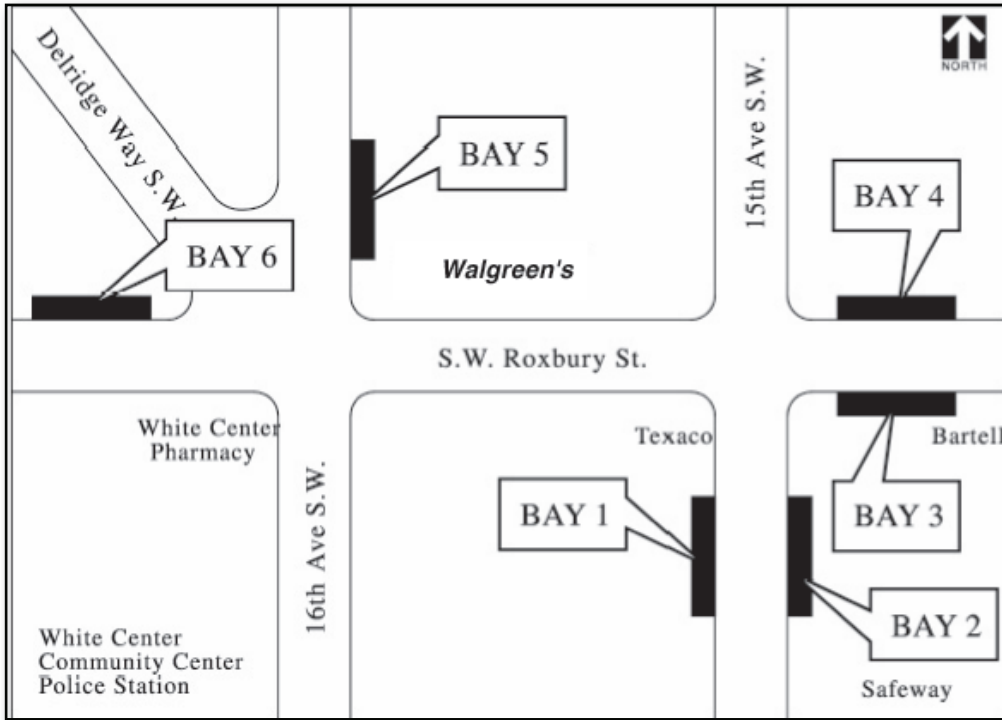 Delridge Way S.W.
NORTH
15th Ave S.W.
BAY 5
BAY 4
BAY 6
Walgreen's
S.W. Roxbury St.
White Center
Pharmacy
Texaco
Bartell
16th Ave S.W.
BAY 1
BAY 3
BAY 2
White Center
Community Center
Police Station
Safeway